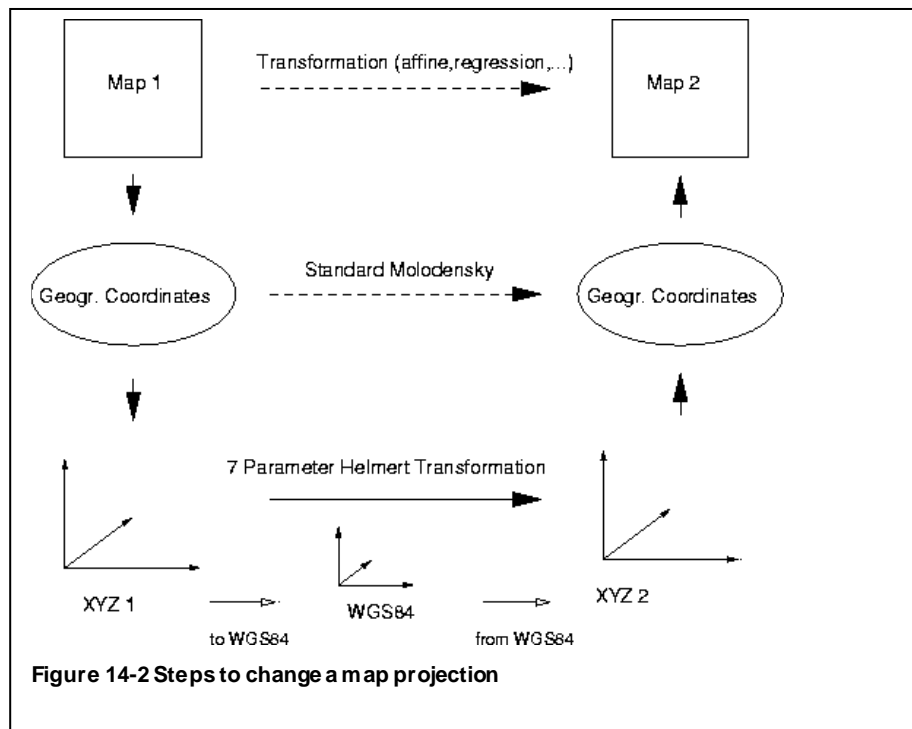 Map 1
Transformation (affine,regression,...)
Map 2
Geogr. Coordinates
Standard Molodensky
Geogr. Coordinates
7 Parameter Helmert Transformation
XYZ 1
WGS84
XYZ 2
to WGS84
from WGS84
Figure 14-2 Steps to change a map projection